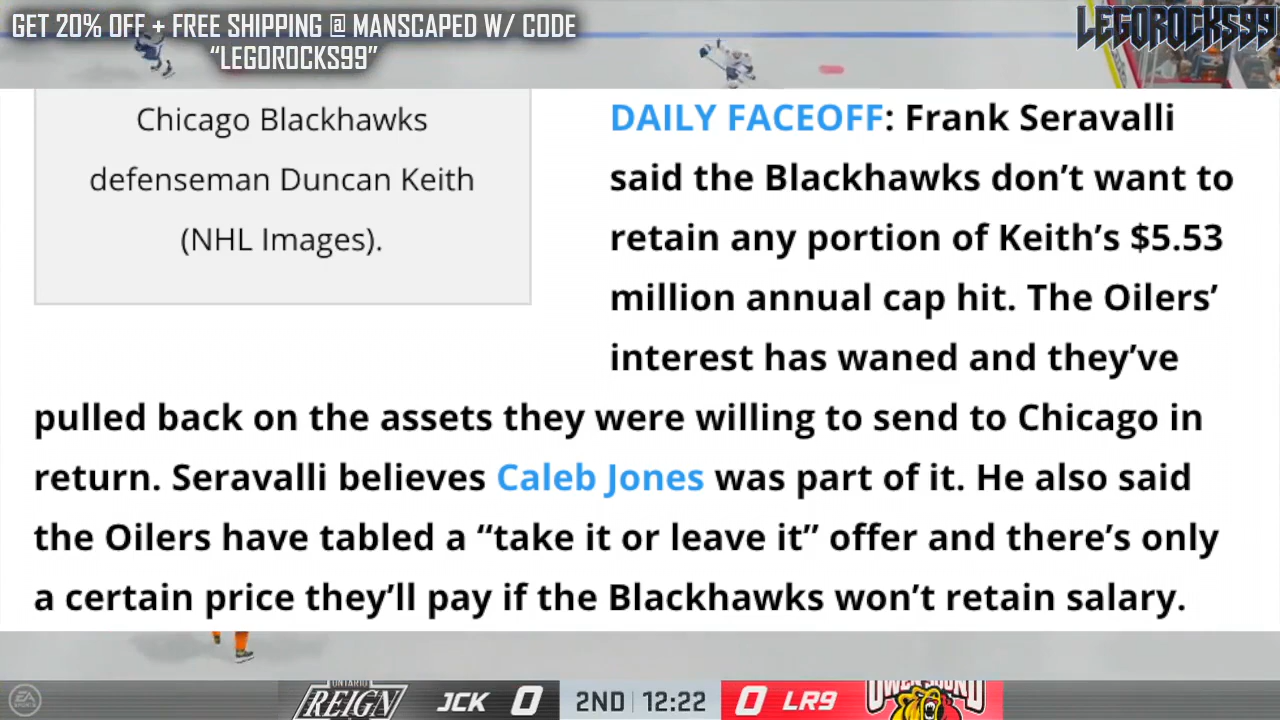 GET 20% OFF + FREE SHIPPING @ MANSCAPED W/ CODE
“LEGOROCKS99”
LEGOROCKS99
Chicago Blackhawks
defenseman Duncan Keith
(NHL Images).
DAILY FACEOFF: Frank Seravalli
said the Blackhawks don’t want to
retain any portion of Keith’s $5.53
million annual cap hit. The Oilers’
interest has waned and they’ve
pulled back on the assets they were willing to send to Chicago in
return. Seravalli believes Caleb Jones was part of it. He also said
the Oilers have tabled a “take it or leave it” offer and there’s only
a certain price they’ll pay if the Blackhawks won’t retain salary.
EA
ONTARIO
REIGN
JCK 0 2ND 12:22 0 LR9
OWEN SOUND